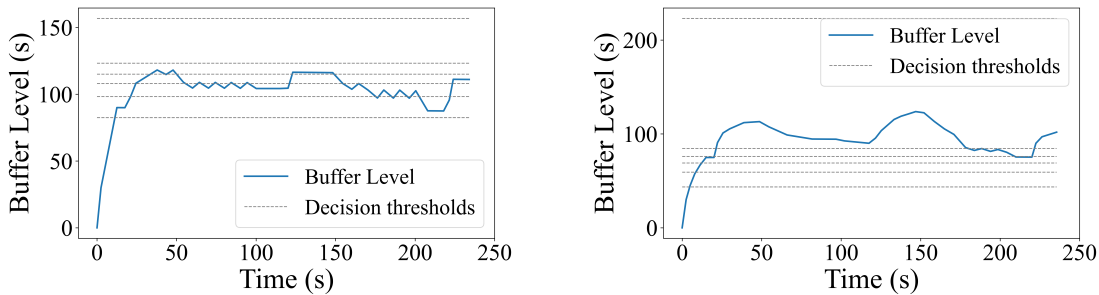 Buffer Level (s)
150
100
50
0
Buffer Level
Decision thresholds
0 50 100 150 200 250
Time (s)
Buffer Level (s)
200
100
0
Buffer Level
Decision thresholds
0 50 100 150 200 250
Time (s)